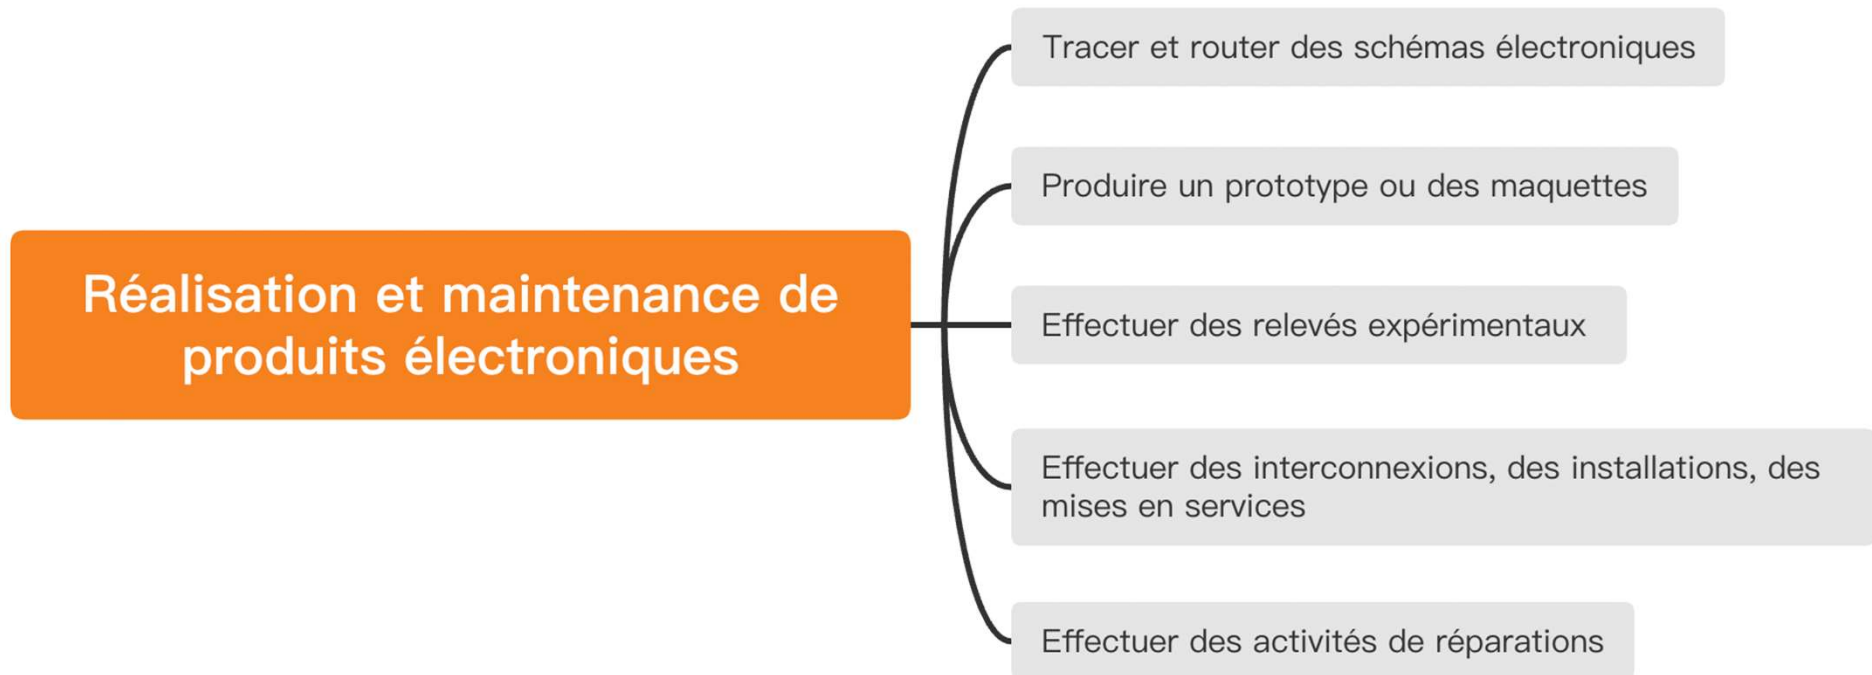 Réalisation et maintenance de
produits électroniques
Tracer et router des schémas électroniques
Produire un prototype ou des maquettes
Effectuer des relevés expérimentaux
Effectuer des interconnexions, des installations, des
mises en services
Effectuer des activités de réparations